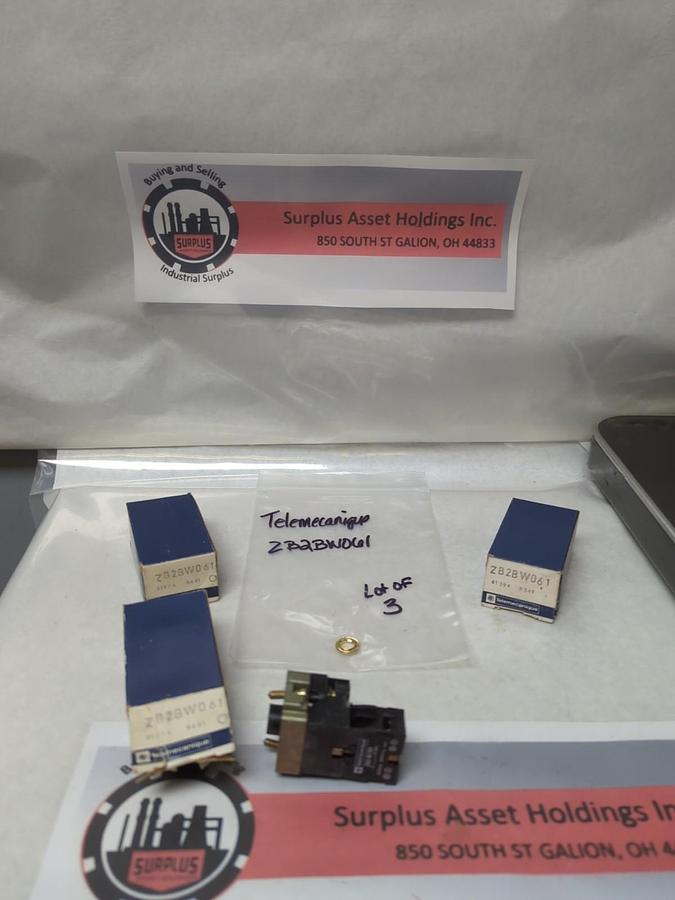 Buying and Selling
SURPLUS
Industrial Surplus
Surplus Asset Holdings Inc.
850 SOUTH ST GALION, OH 44833
Telemecanique
ZB2BW061
Lot OF
3
ZB2BW061
ZB2BW061
Telemecanique
ZB2BW061
Telemecanique
SURPLUS
Surplus Asset Holdings In
850 SOUTH ST GALION, OH 4